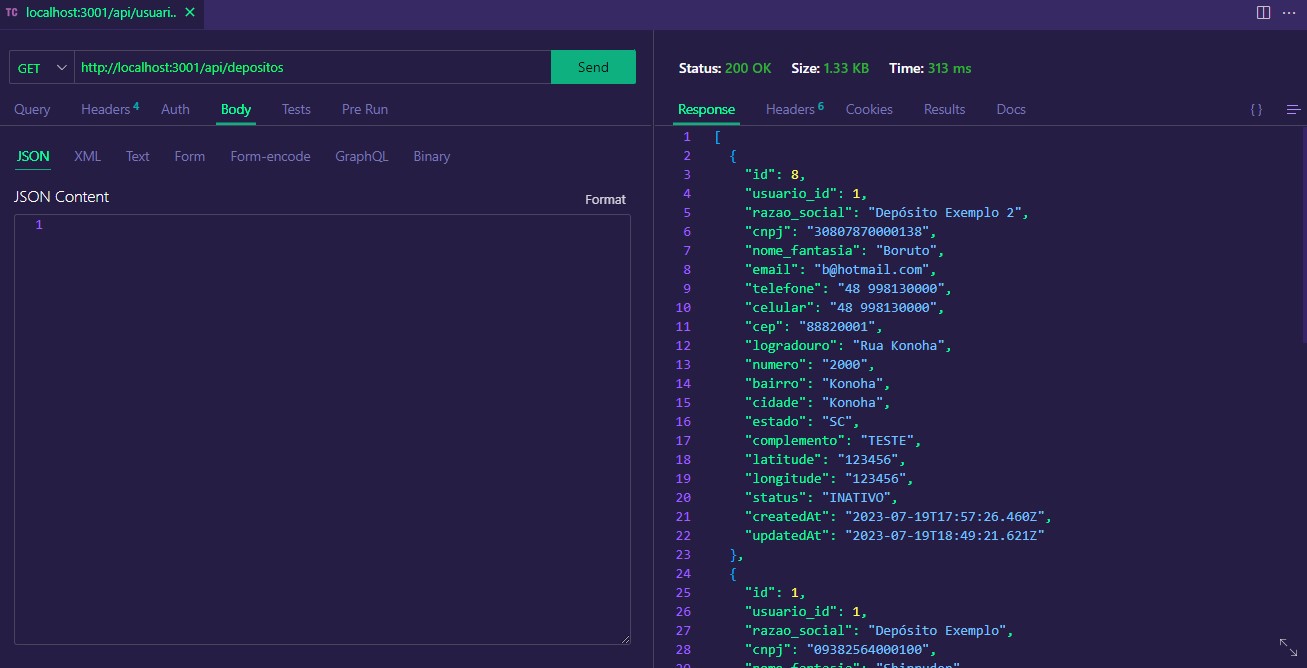 TC localhost:3001/api/usuari.. ✕
GET http://localhost:3001/api/depositos Send
Query Headers 4 Auth Body Tests Pre Run
JSON XML Text Form Form-encode GraphQL Binary
JSON Content Format
1
Status: 200 OK Size: 1.33 KB Time: 313 ms
Response Headers 6 Cookies Results Docs {}
1 [
2 {
3 "id": 8,
4 "usuario_id": 1,
5 "razao_social": "Depósito Exemplo 2",
6 "cnpj": "30807870000138",
7 "nome_fantasia": "Boruto",
8 "email": "b@hotmail.com",
9 "telefone": "48 998130000",
10 "celular": "48 998130000",
11 "cep": "88820001",
12 "logradouro": "Rua Konoha",
13 "numero": "2000",
14 "bairro": "Konoha",
15 "cidade": "Konoha",
16 "estado": "SC",
17 "complemento": "TESTE",
18 "latitude": "123456",
19 "longitude": "123456",
20 "status": "INATIVO",
21 "createdAt": "2023-07-19T17:57:26.460Z",
22 "updatedAt": "2023-07-19T18:49:21.621Z"
23 },
24 {
25 "id": 1,
26 "usuario_id": 1,
27 "razao_social": "Depósito Exemplo",
28 "cnpj": "09382564000100",
29 "nome_fantasia": "Shippuden"